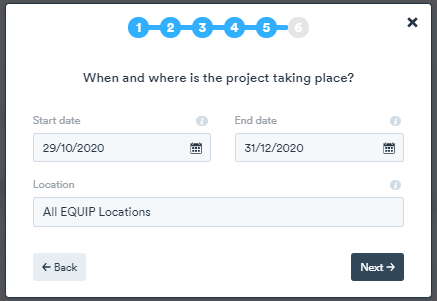 1 2 3 4 5 6
When and where is the project taking place?
Start date End date
29/10/2020 31/12/2020
Location
All EQUIP Locations
← Back Next →